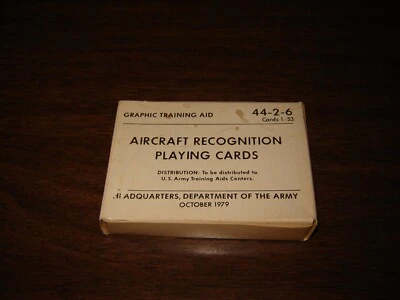 GRAPHIC TRAINING AID
44-2-6
Cards 1-53
AIRCRAFT RECOGNITION
PLAYING CARDS
DISTRIBUTION: To be distributed to
U.S. Army Training Aids Centers.
HEADQUARTERS, DEPARTMENT OF THE ARMY
OCTOBER 1979